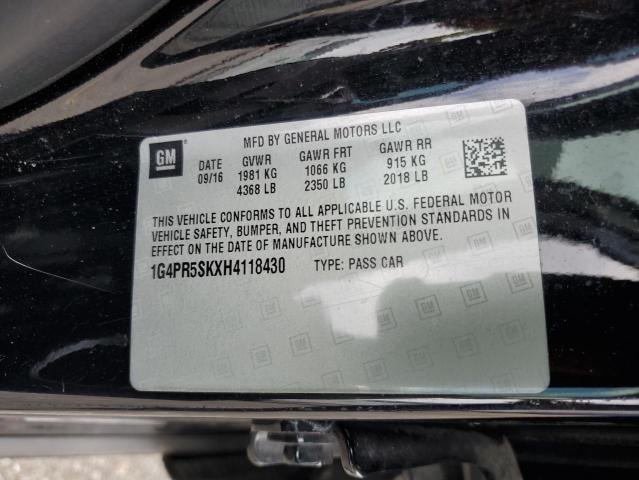 MFD BY GENERAL MOTORS LLC
GM
DATE GVWR GAWR FRT GAWR RR
09/16 1981 KG 1066 KG 915 KG
4368 LB 2350 LB 2018 LB
THIS VEHICLE CONFORMS TO ALL APPLICABLE U.S. FEDERAL MOTOR
VEHICLE SAFETY, BUMPER, AND THEFT PREVENTION STANDARDS IN
EFFECT ON THE DATE OF MANUFACTURE SHOWN ABOVE.
1G4PR5SKXH4118430 TYPE: PASS CAR